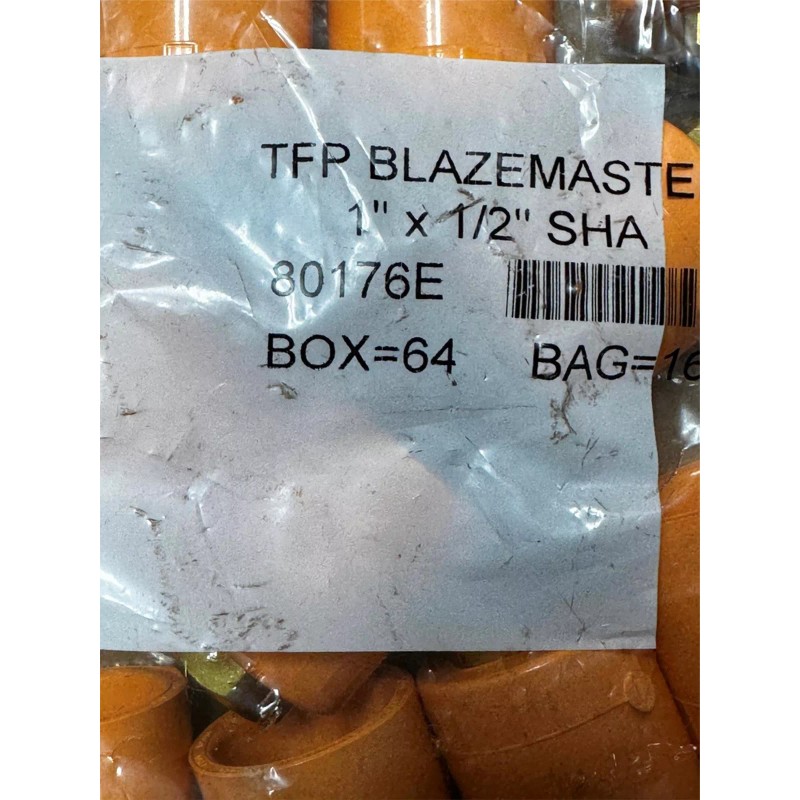 TFP BLAZEMASTE
1" x 1/2" SHA
80176E
BOX=64 BAG=16